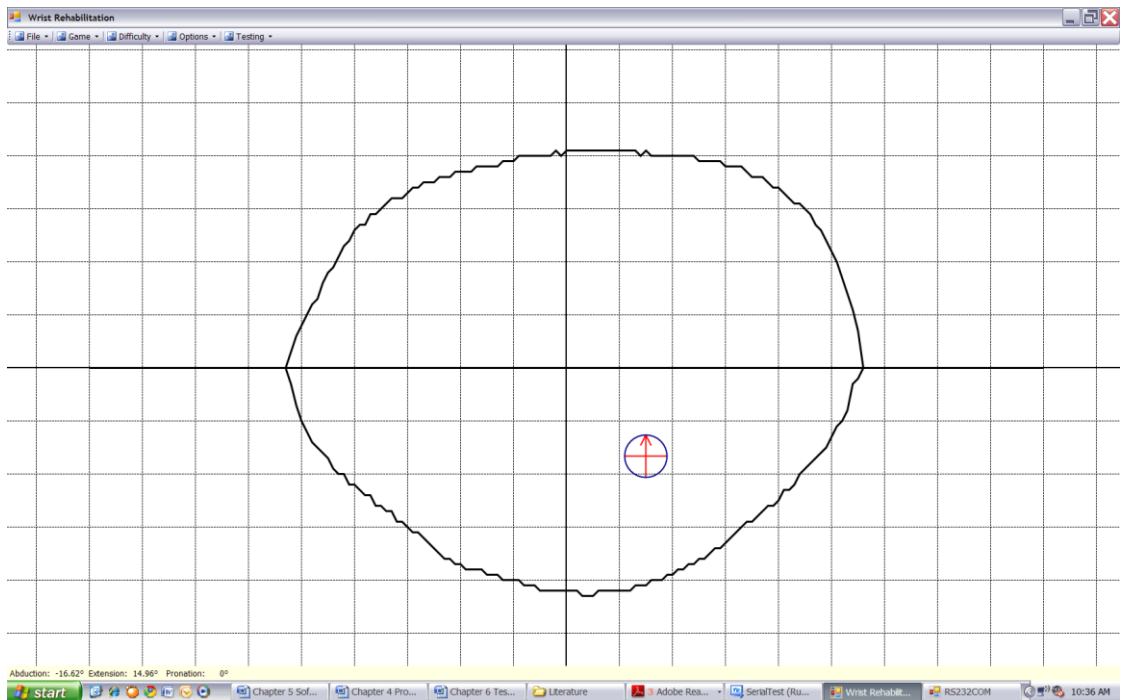 Wrist Rehabilitation
File Game Difficulty Options Testing
Abduction: -16.62° Extension: 14.96° Pronation: 0°
start Chapter 5 Sof... Chapter 4 Pro... Chapter 6 Tes... Literature 3 Adobe Rea... SerialTest (Ru... Wrist Rehabilit... RS232COM 10:36 AM